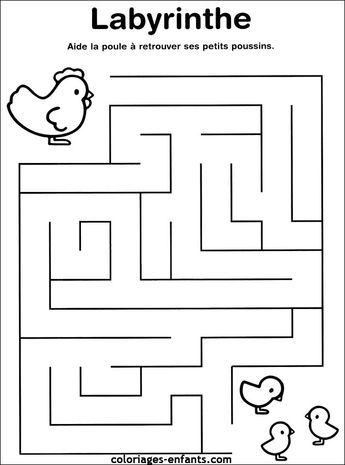 Labyrinthe
Aide la poule à retrouver ses petits poussins.
coloriages-enfants.com